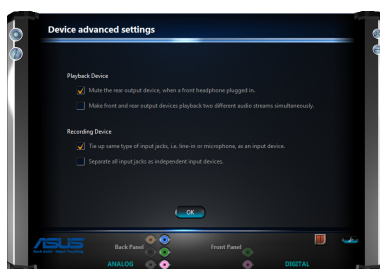 Device advanced settings
Playback Device
Mute the rear output device, when a front headphone plugged in.
Make front and rear output devices playback two different audio streams simultaneously.
Recording Device
Tie up same type of input jacks, i.e. line-in or microphone, as an input device.
Separate all input jacks as independent input devices.
OK
ASUS
Back Panel
Front Panel
ANALOG
DIGITAL